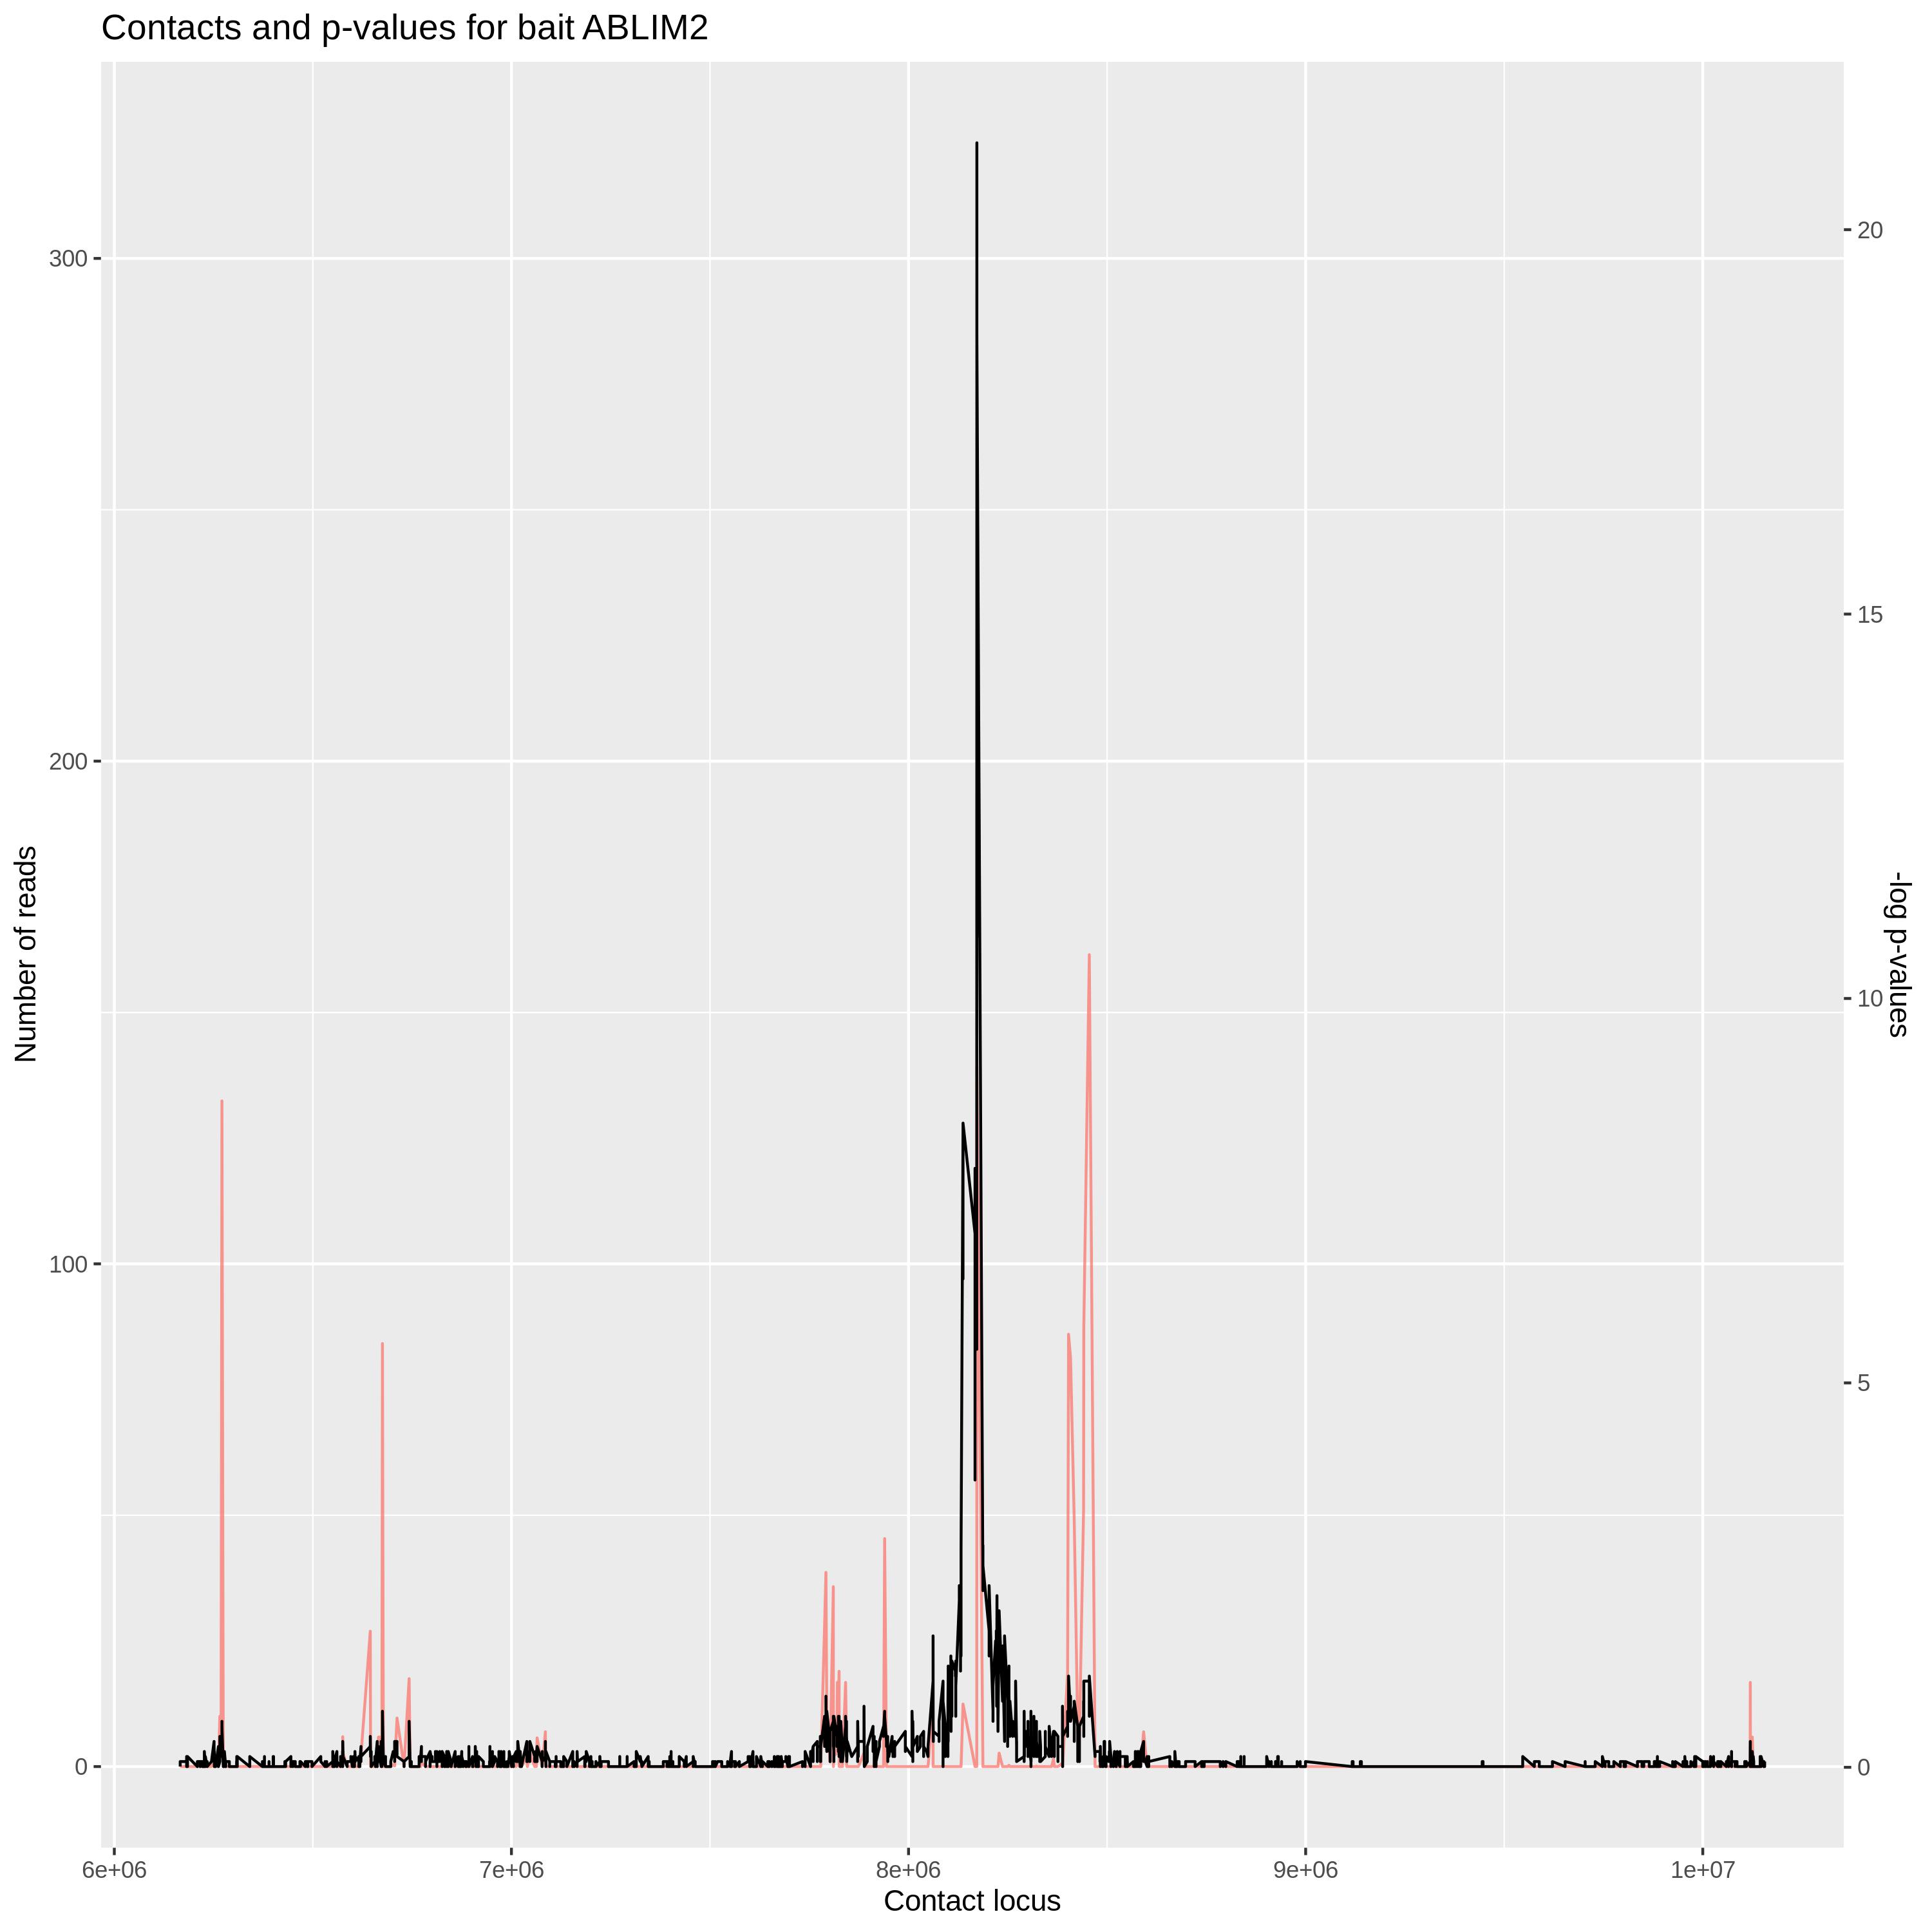 Contacts and p-values for bait ABLIM2
300
200
100
0
Number of reads
20
15
10
5
0
-log p-values
6e+06
7e+06
8e+06
9e+06
1e+07
Contact locus